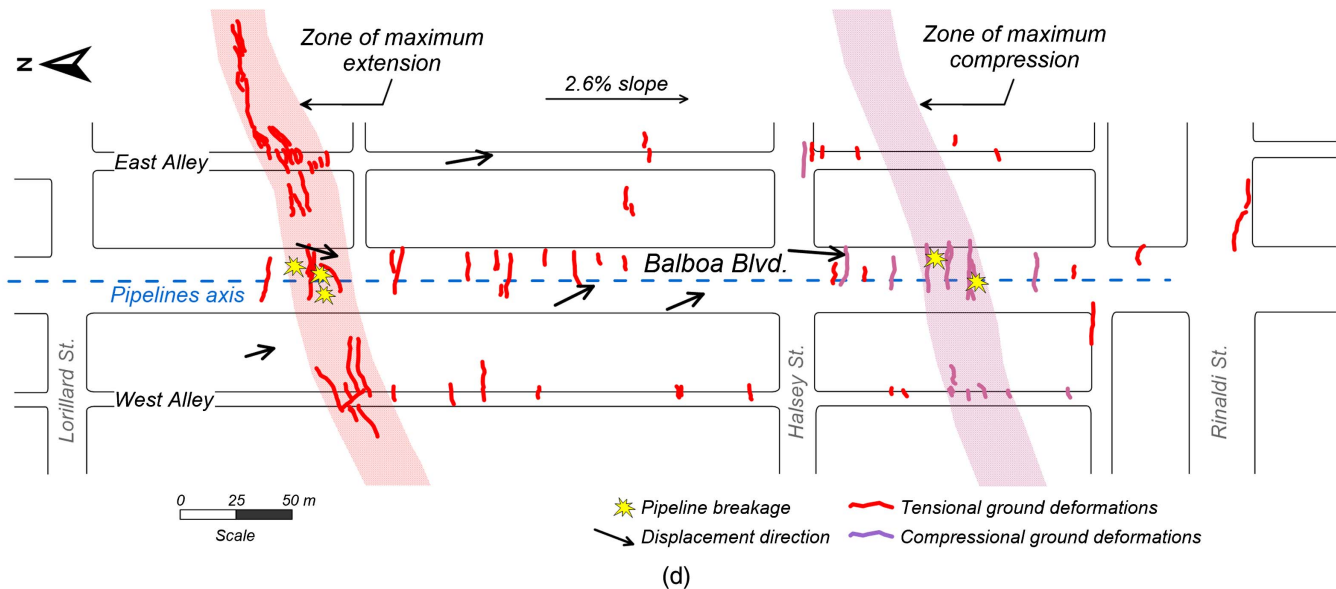 Zone of maximum
extension
Zone of maximum
compression
N
2.6% slope
East Alley
Balboa Blvd.
Pipelines axis
West Alley
Lorillard St.
Halsey St.
Rinaldi St.
0 25 50 m
Scale
Pipeline breakage
Displacement direction
Tensional ground deformations
Compressional ground deformations
(d)